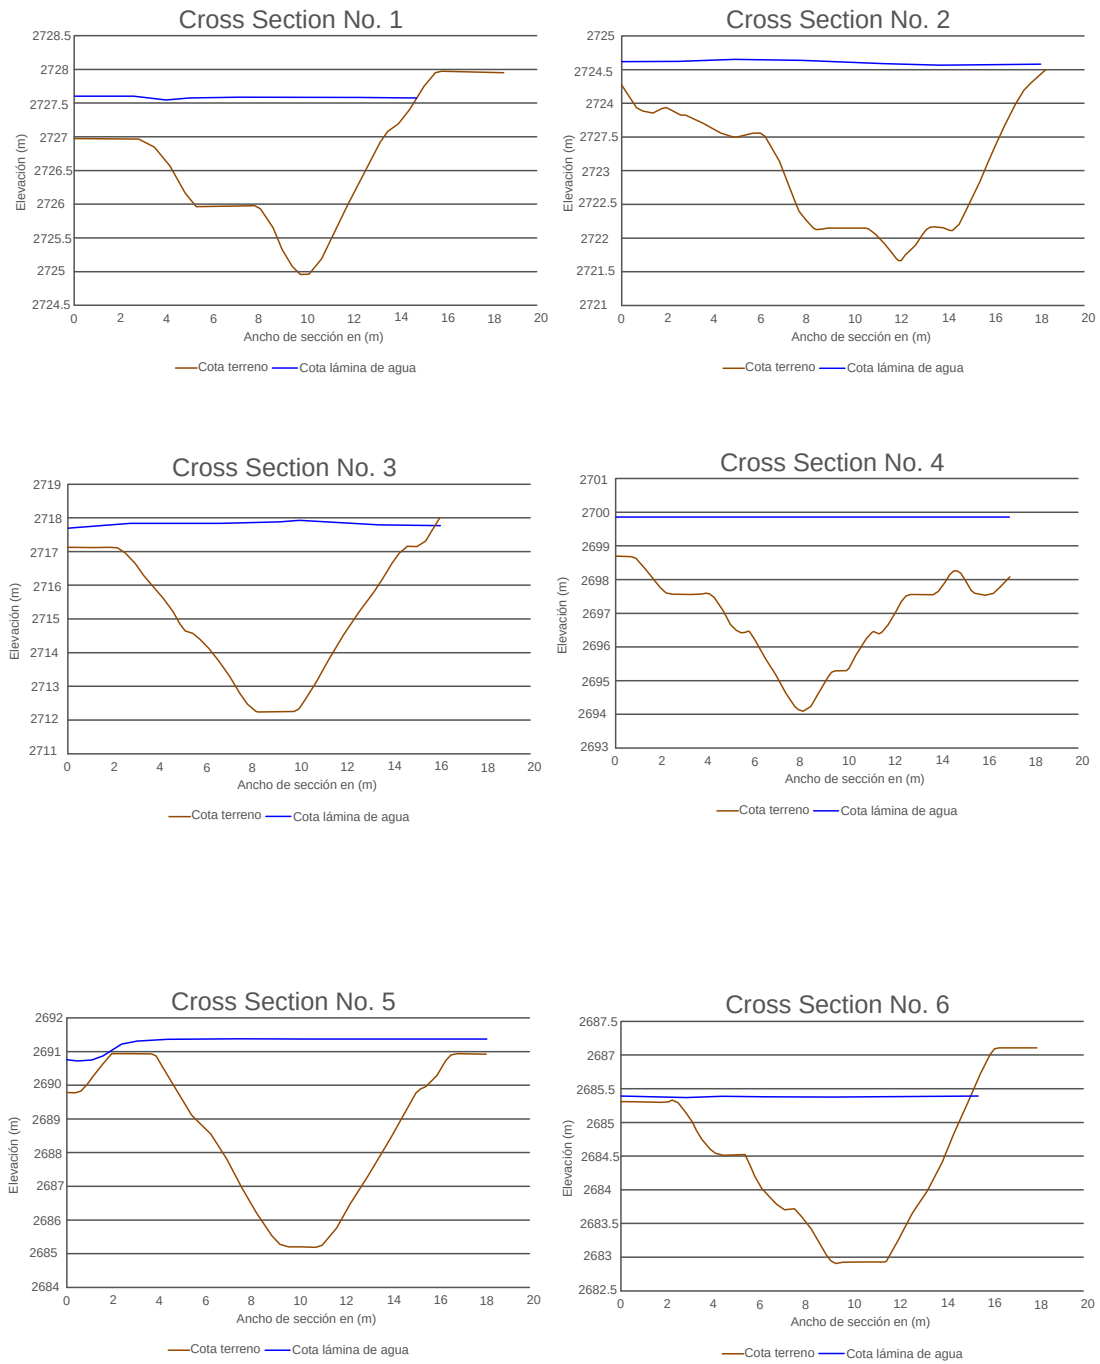 Cross Section No. 1
2728.5
2728
2727.5
2727
2726.5
2726
2725.5
2725
2724.5
Elevación (m)
0 2 4 6 8 10 12 14 16 18 20
Ancho de sección en (m)
Cota terreno Cota lámina de agua
Cross Section No. 2
2725
2724.5
2724
2727.5
2723
2722.5
2722
2721.5
2721
Elevación (m)
0 2 4 6 8 10 12 14 16 18 20
Ancho de sección en (m)
Cota terreno Cota lámina de agua
Cross Section No. 3
2719
2718
2717
2716
2715
2714
2713
2712
2711
Elevación (m)
0 2 4 6 8 10 12 14 16 18 20
Ancho de sección en (m)
Cota terreno Cota lámina de agua
Cross Section No. 4
2701
2700
2699
2698
2697
2696
2695
2694
2693
Elevación (m)
0 2 4 6 8 10 12 14 16 18 20
Ancho de sección en (m)
Cota terreno Cota lámina de agua
Cross Section No. 5
2692
2691
2690
2689
2688
2687
2686
2685
2684
Elevación (m)
0 2 4 6 8 10 12 14 16 18 20
Ancho de sección en (m)
Cota terreno Cota lámina de agua
Cross Section No. 6
2687.5
2687
2685.5
2685
2684.5
2684
2683.5
2683
2682.5
Elevación (m)
0 2 4 6 8 10 12 14 16 18 20
Ancho de sección en (m)
Cota terreno Cota lámina de agua